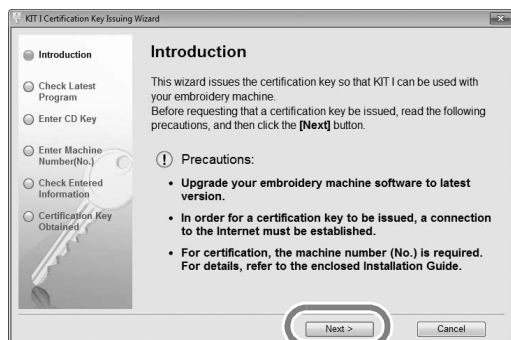 KIT I Certification Key Issuing Wizard
Introduction
Check Latest
Program
Enter CD Key
Enter Machine
Number(No.)
Check Entered
Information
Certification Key
Obtained
Introduction
This wizard issues the certification key so that KIT I can be used with
your embroidery machine.
Before requesting that a certification key be issued, read the following
precautions, and then click the [Next] button.
Precautions:
• Upgrade your embroidery machine software to latest
version.
• In order for a certification key to be issued, a connection
to the Internet must be established.
• For certification, the machine number (No.) is required.
For details, refer to the enclosed Installation Guide.
Next >
Cancel